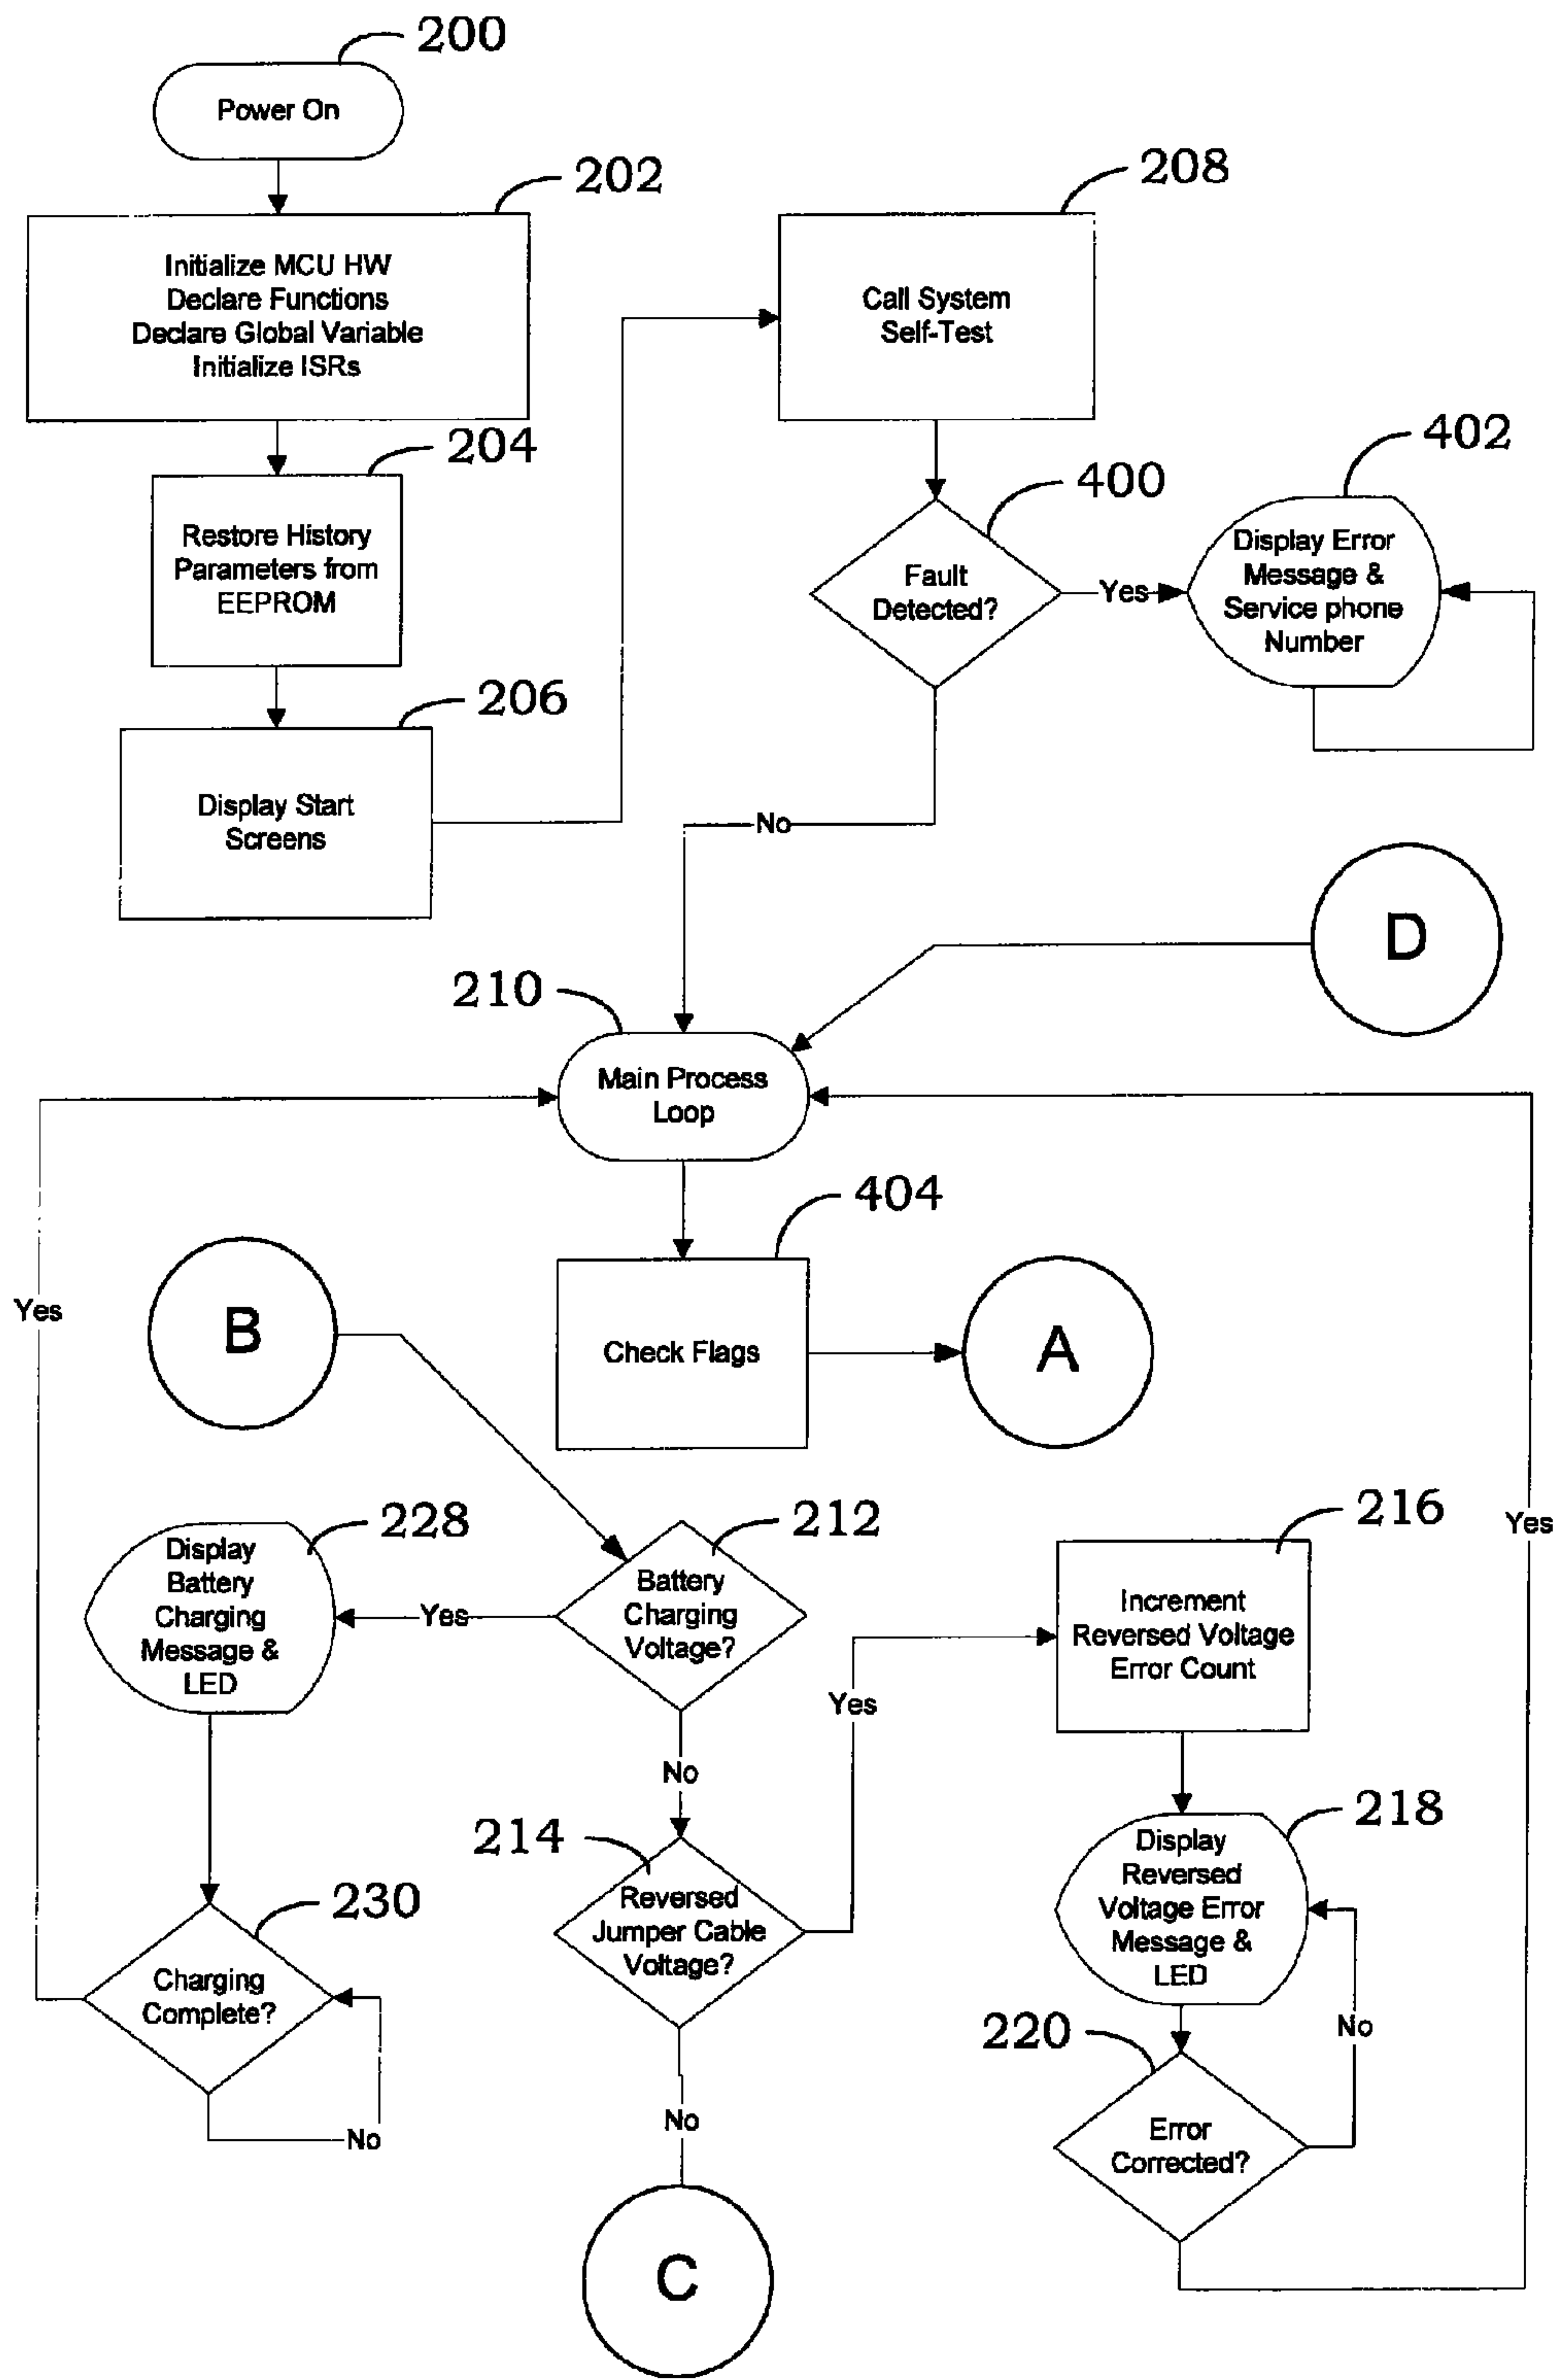 200
Power On
202
Initialize MCU HW
Declare Functions
Declare Global Variable
Initialize ISRs
204
Restore History
Parameters from
EEPROM
206
Display Start
Screens
208
Call System
Self-Test
400
Fault
Detected?
Yes
402
Display Error
Message &
Service phone
Number
No
D
210
Main Process
Loop
404
Check Flags
A
B
Yes
212
Battery
Charging
Voltage?
Yes
228
Display
Battery
Charging
Message &
LED
230
Charging
Complete?
No
No
214
Reversed
Jumper Cable
Voltage?
Yes
216
Increment
Reversed Voltage
Error Count
218
Display
Reversed
Voltage Error
Message &
LED
220
Error
Corrected?
No
Yes
No
C